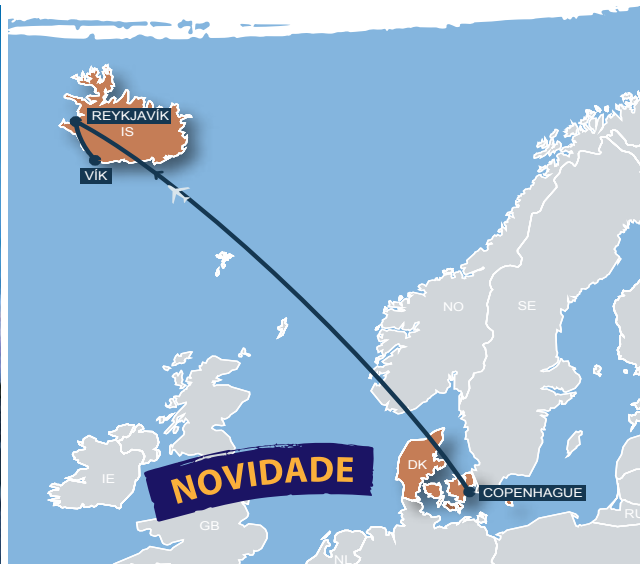 REYKJAVÍK
IS
VÍK
NO
SE
DK
NOVIDADE
IE
COPENHAGUE
GB
RU
NL